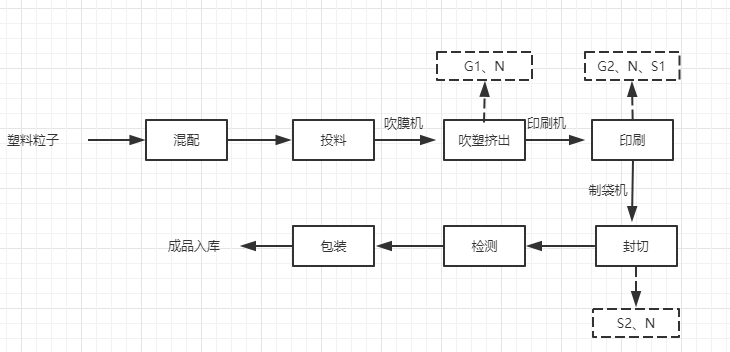 G1、N
G2、N、S1
塑料粒子
混配
投料
吹膜机
吹塑挤出
印刷机
印刷
制袋机
成品入库
包装
检测
封切
S2、N